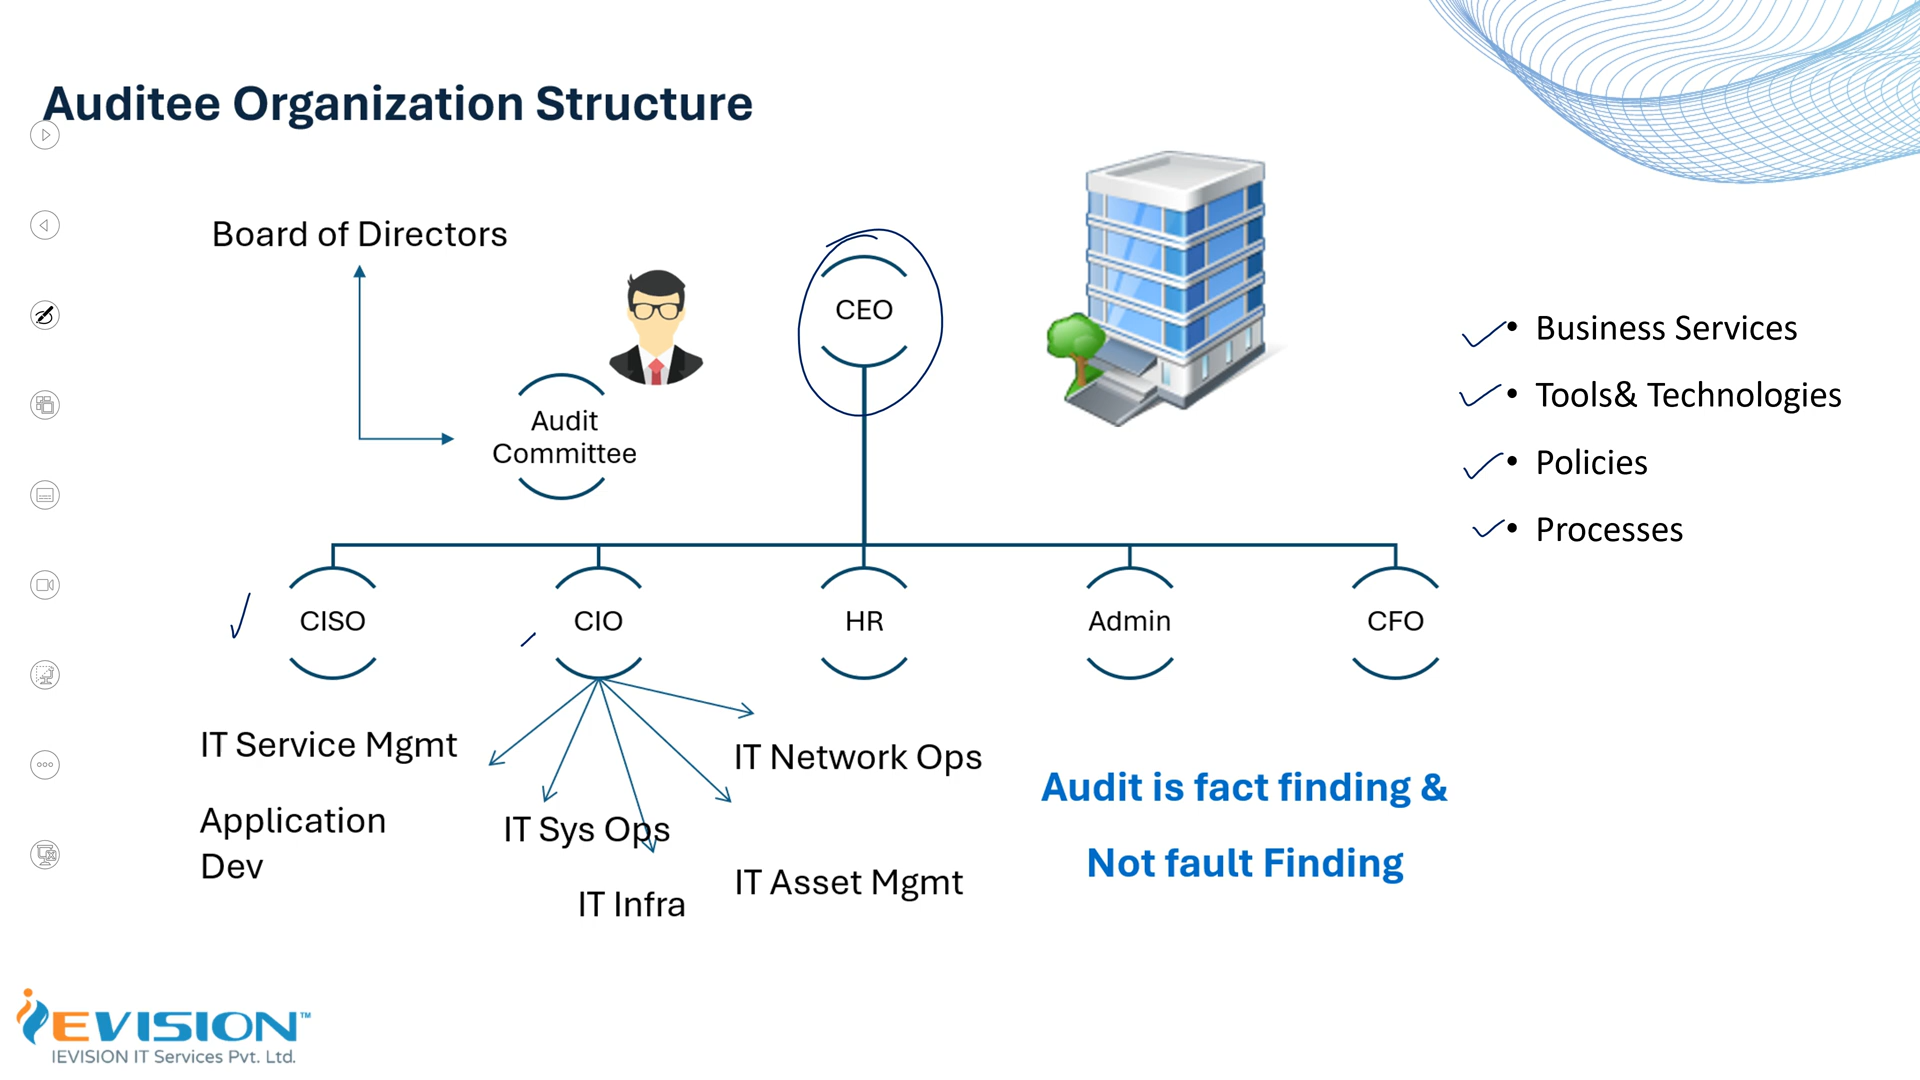 Auditee Organization Structure
Board of Directors
CEO
Audit
Committee
• Business Services
• Tools& Technologies
• Policies
• Processes
CISO
CIO
HR
Admin
CFO
IT Service Mgmt
Application
Dev
IT Sys Ops
IT Infra
IT Network Ops
IT Asset Mgmt
Audit is fact finding &
Not fault Finding
iEVISION™
IEVISION IT Services Pvt. Ltd.